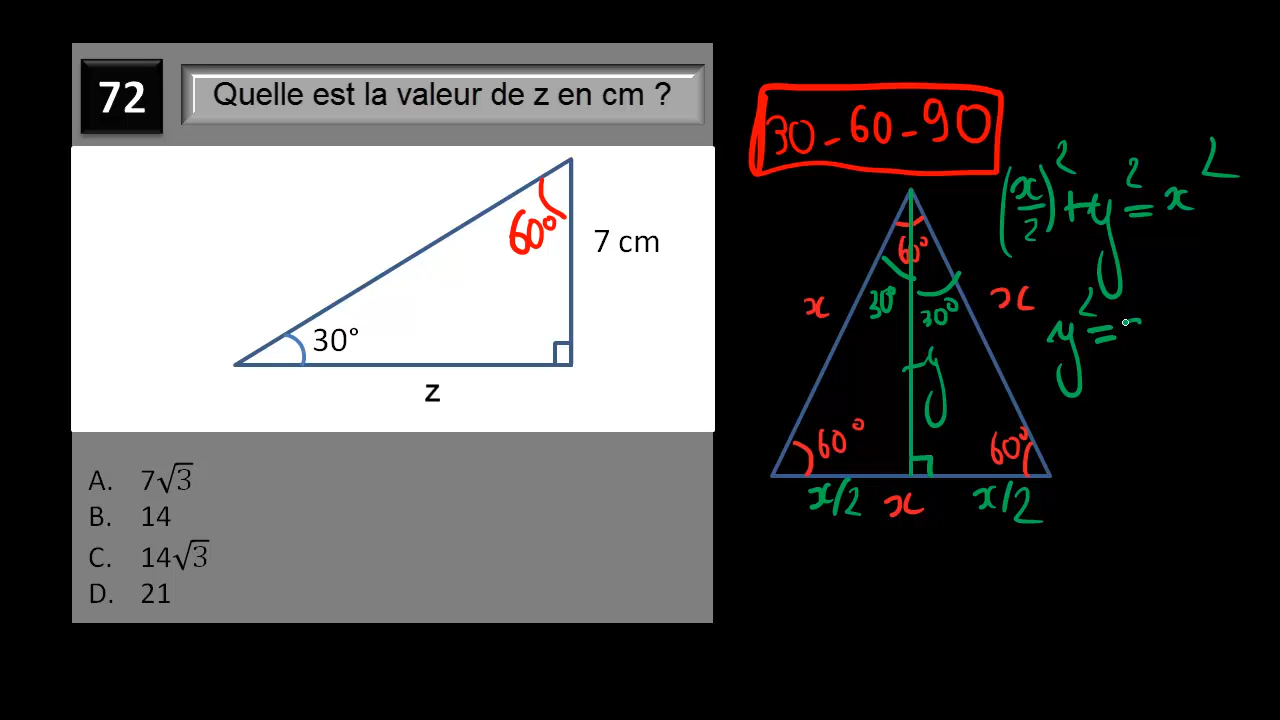 72
Quelle est la valeur de z en cm ?
60°
7 cm
30°
z
A. 7√3
B. 14
C. 14√3
D. 21
30 - 60 - 90
(x/2)² + y² = x²
y² =
60°
30°
30°
x
x
y
60°
60°
x/2
x
x/2